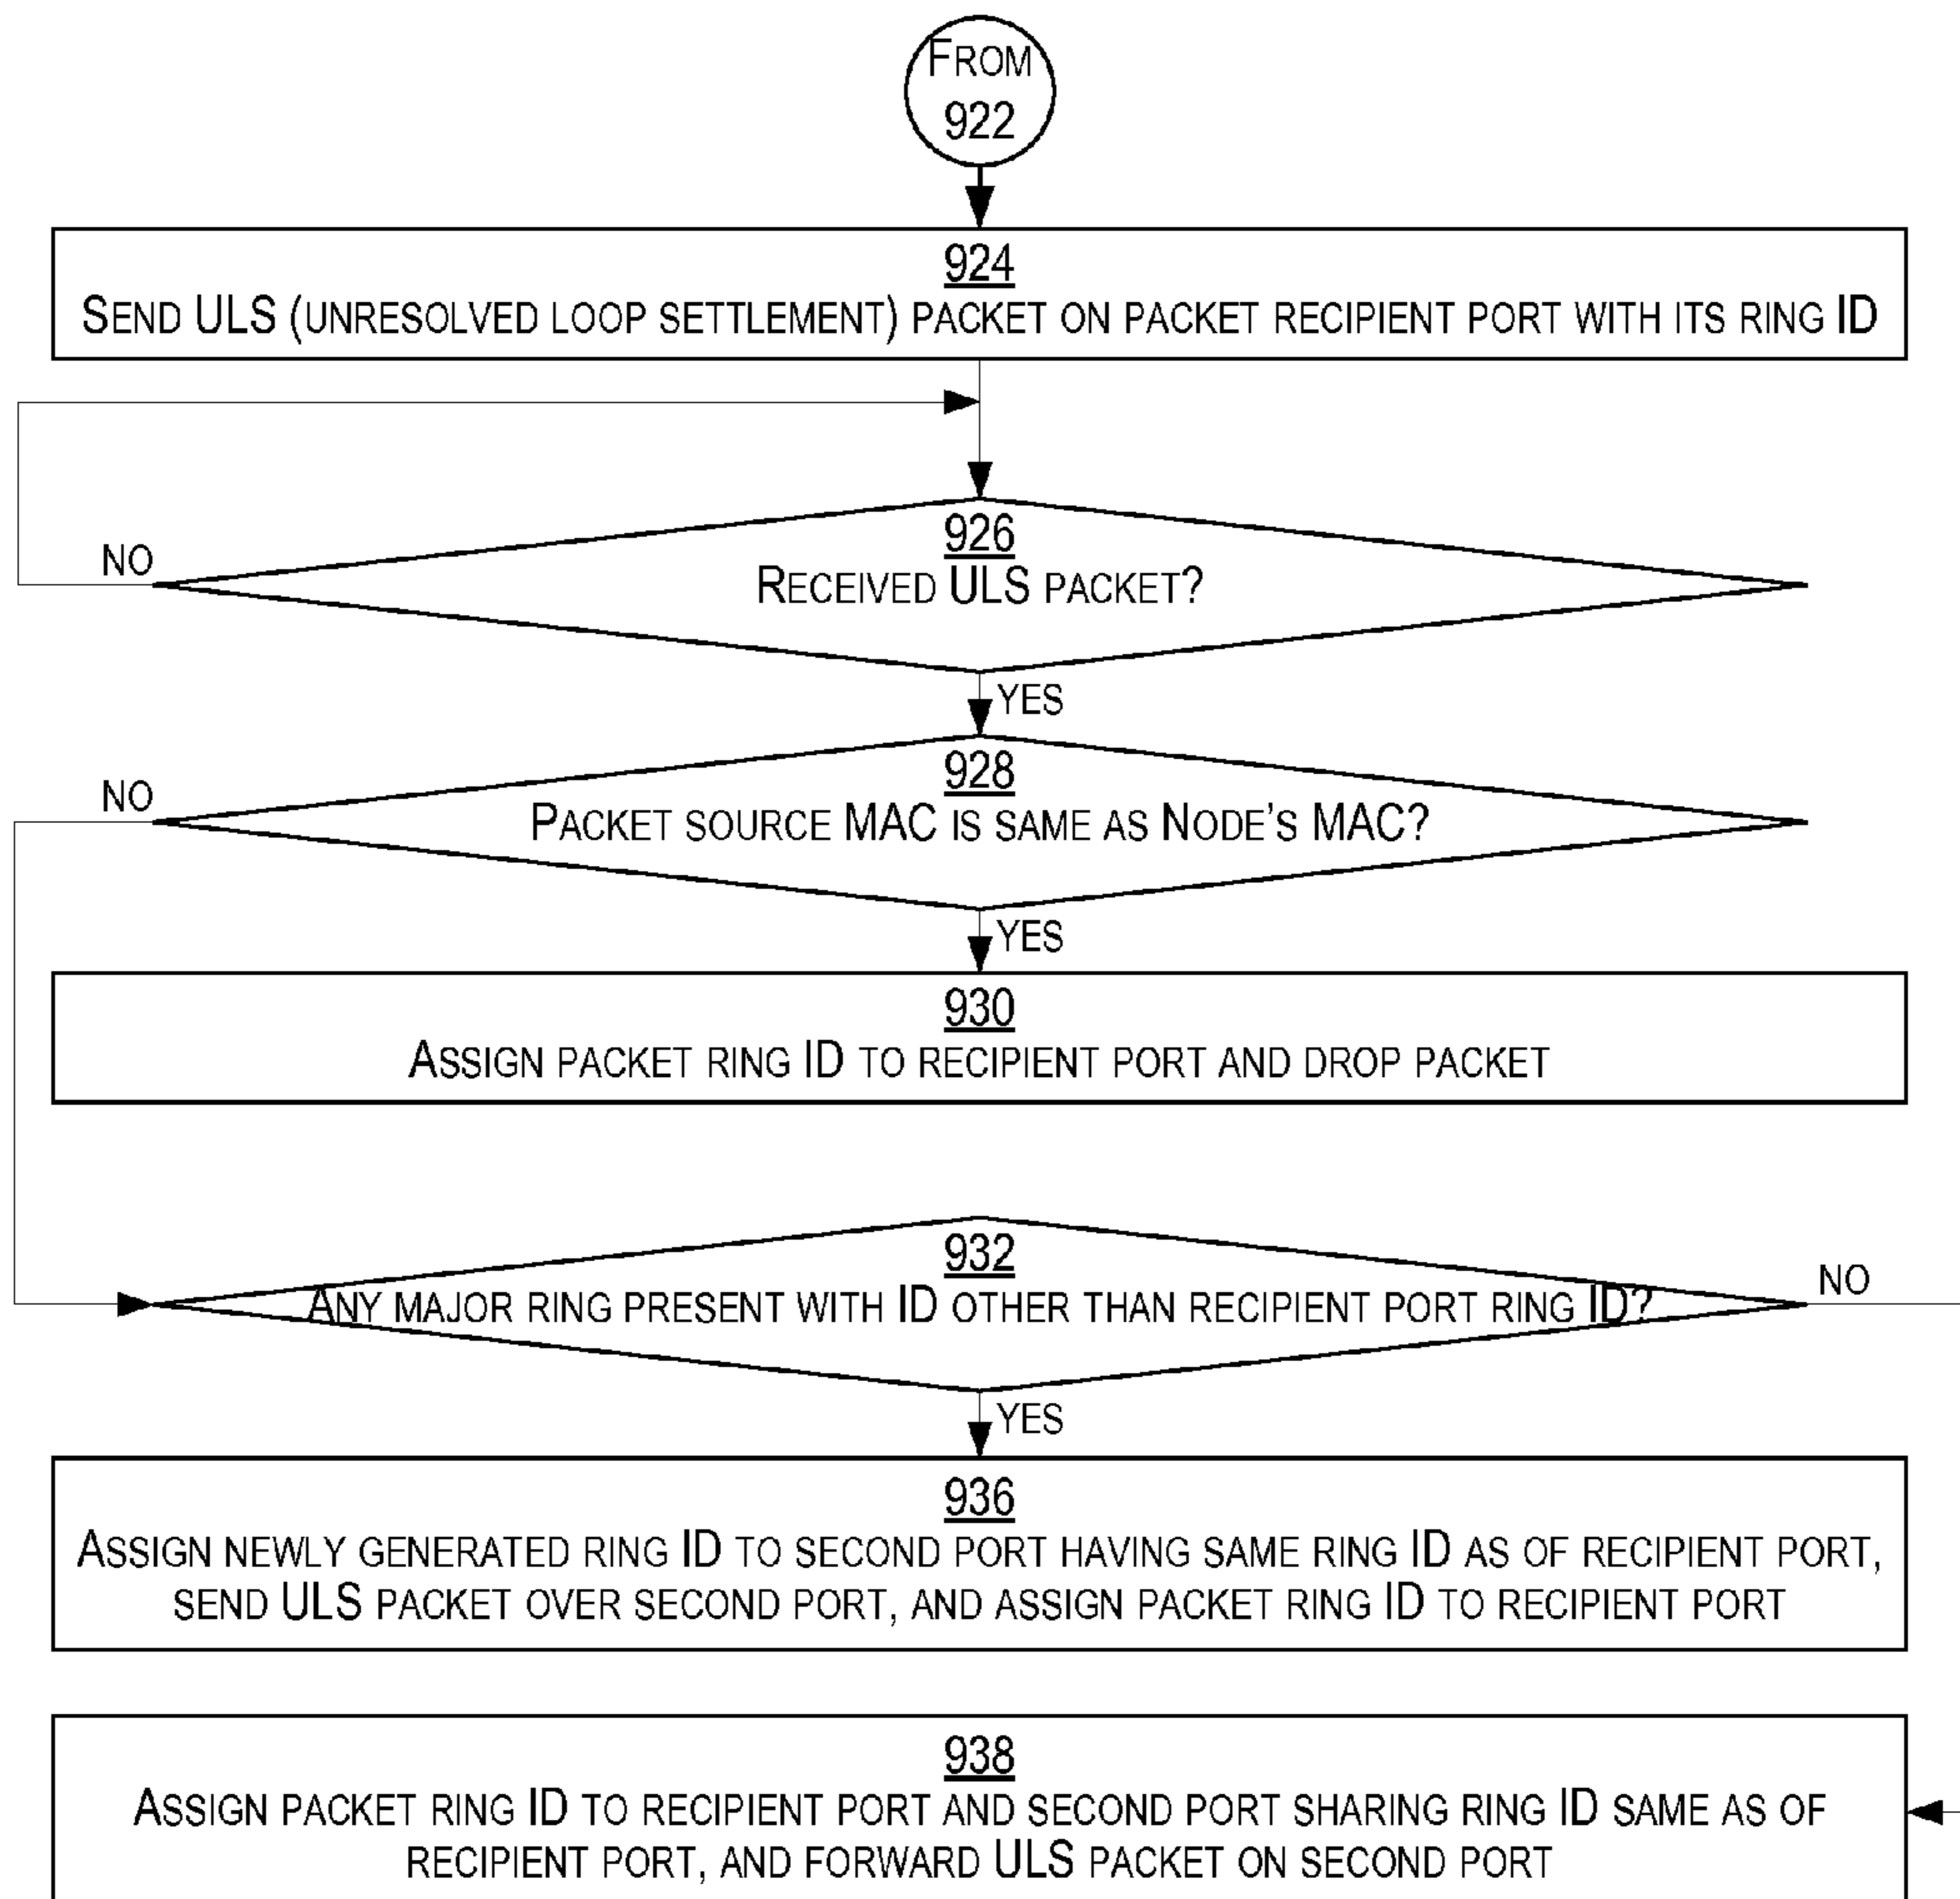 FROM
922
924
SEND ULS (UNRESOLVED LOOP SETTLEMENT) PACKET ON PACKET RECIPIENT PORT WITH ITS RING ID
926
RECEIVED ULS PACKET?
NO
YES
928
PACKET SOURCE MAC IS SAME AS NODE'S MAC?
NO
YES
930
ASSIGN PACKET RING ID TO RECIPIENT PORT AND DROP PACKET
932
ANY MAJOR RING PRESENT WITH ID OTHER THAN RECIPIENT PORT RING ID?
NO
YES
936
ASSIGN NEWLY GENERATED RING ID TO SECOND PORT HAVING SAME RING ID AS OF RECIPIENT PORT,
SEND ULS PACKET OVER SECOND PORT, AND ASSIGN PACKET RING ID TO RECIPIENT PORT
938
ASSIGN PACKET RING ID TO RECIPIENT PORT AND SECOND PORT SHARING RING ID SAME AS OF
RECIPIENT PORT, AND FORWARD ULS PACKET ON SECOND PORT